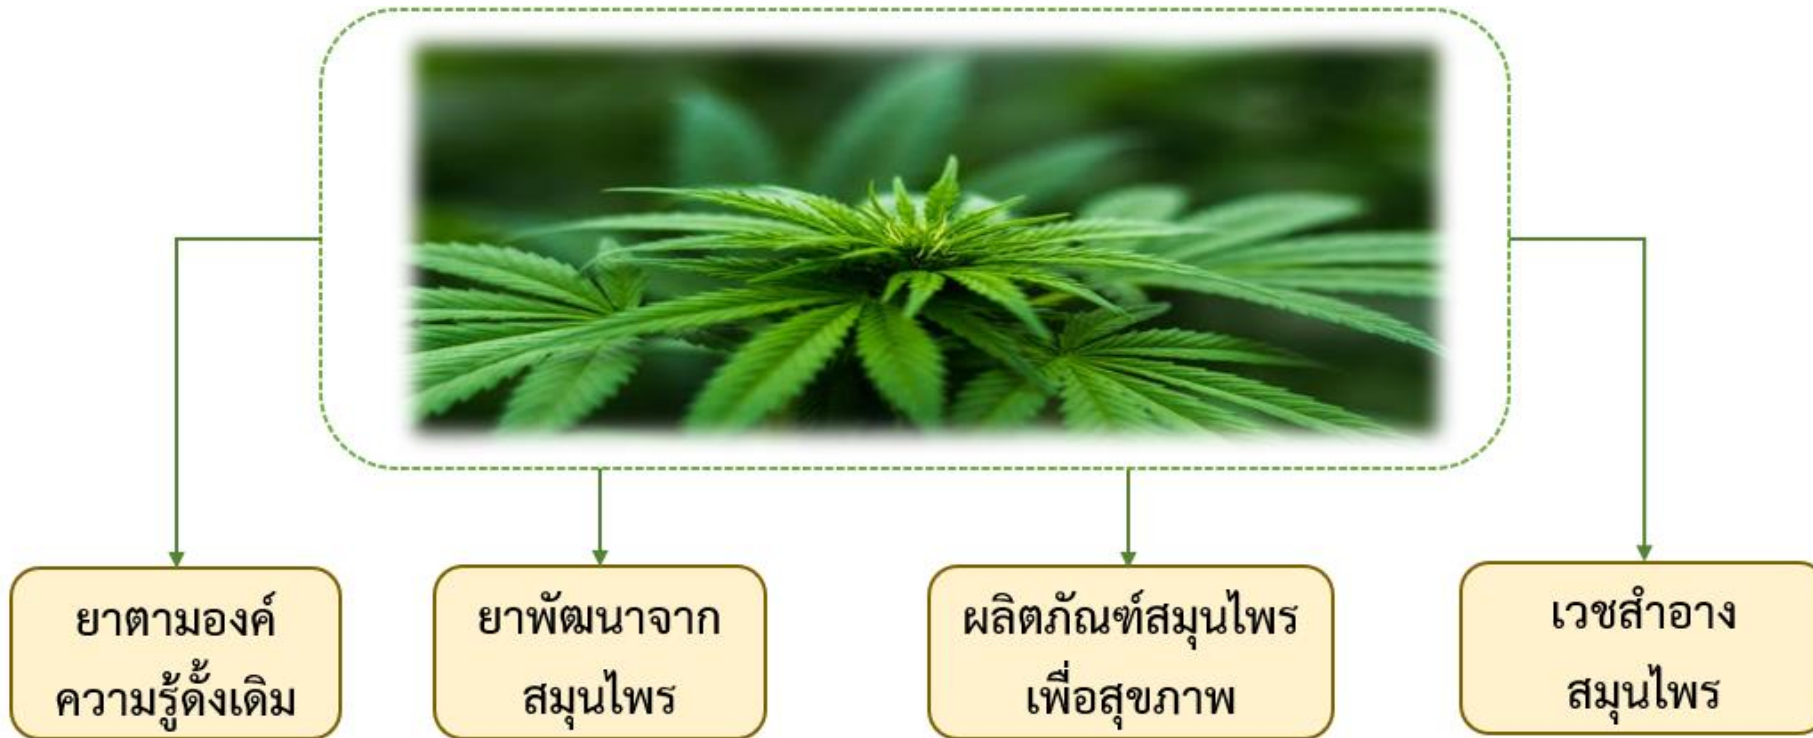 ยาตามองค์
ความรู้ดั้งเดิม
ยาพัฒนาจาก
สมุนไพร
ผลิตภัณฑ์สมุนไพร
เพื่อสุขภาพ
เวชสำอาง
สมุนไพร